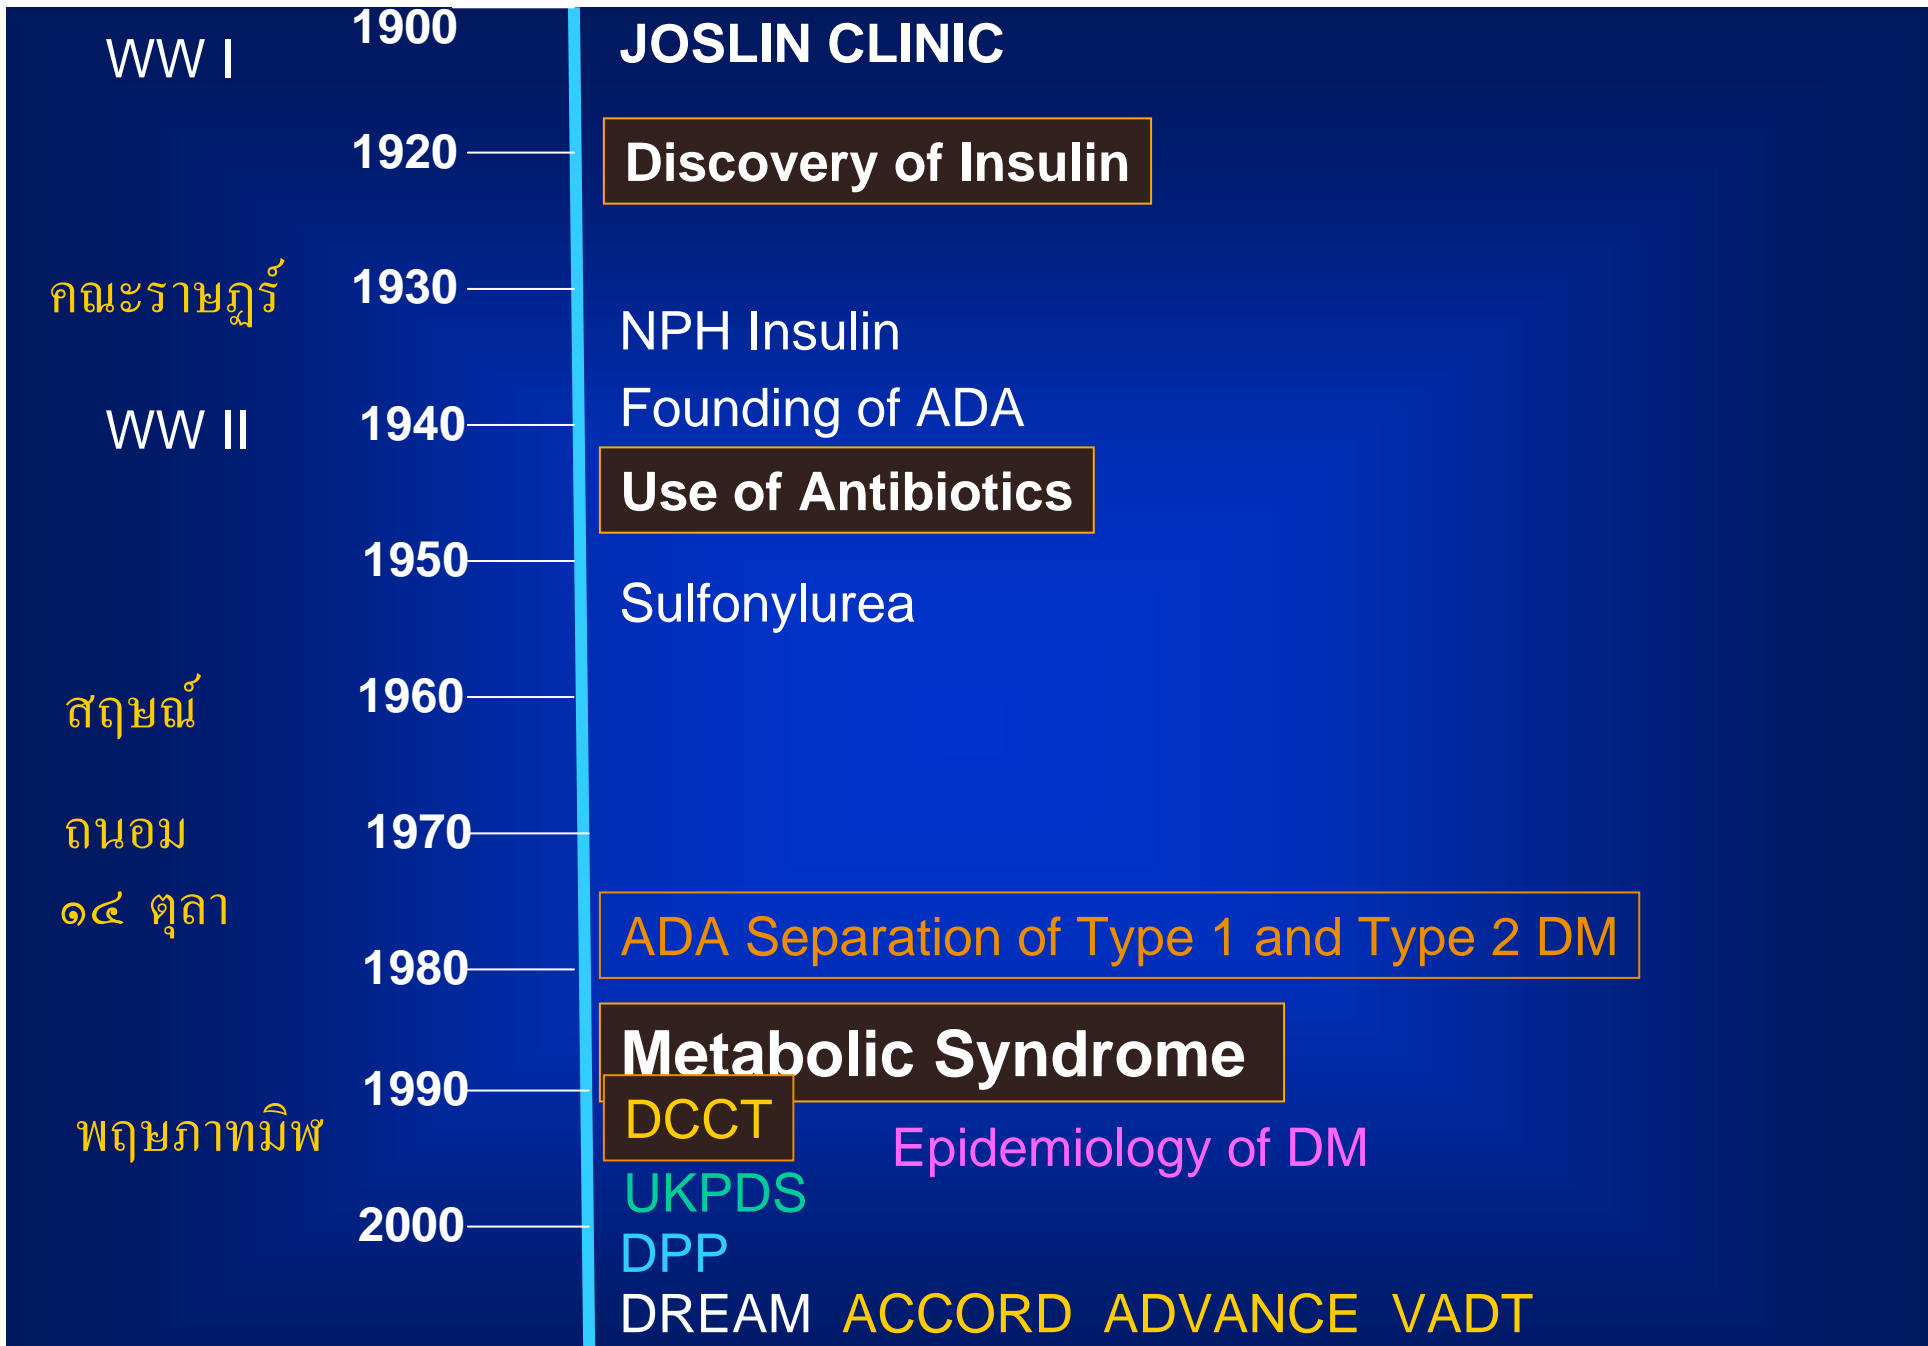 WW I 1900 JOSLIN CLINIC
1920 Discovery of Insulin
คณะราษฎร์ 1930
NPH Insulin
Founding of ADA
WW II 1940
Use of Antibiotics
1950
Sulfonylurea
สฤษณ์ 1960
ถนอม 1970
๑๔ ตุลา
ADA Separation of Type 1 and Type 2 DM
1980
Metabolic Syndrome
1990
DCCT
พฤษภาทมิฬ Epidemiology of DM
UKPDS
2000
DPP
DREAM ACCORD ADVANCE VADT